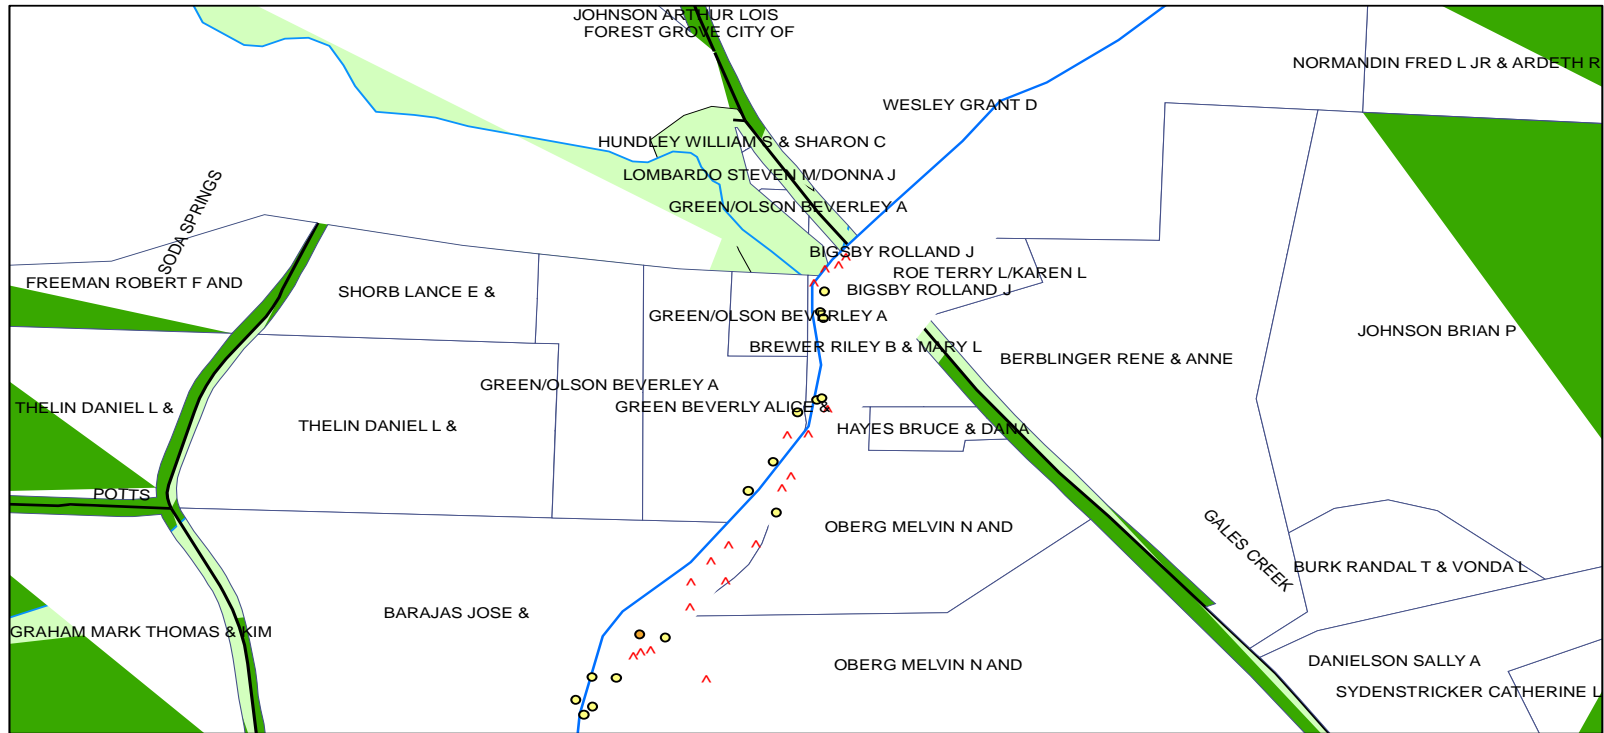 JOHNSON ARTHUR LOIS
FOREST GROVE CITY OF
NORMANDIN FRED L JR & ARDETH R
WESLEY GRANT D
HUNDLEY WILLIAM S & SHARON C
LOMBARDO STEVEN M/DONNA J
GREEN/OLSON BEVERLEY A
SODA SPRINGS
BIGSBY ROLLAND J
ROE TERRY L/KAREN L
FREEMAN ROBERT F AND
SHORB LANCE E &
BIGSBY ROLLAND J
GREEN/OLSON BEVERLEY A
JOHNSON BRIAN P
BREWER RILEY B & MARY L
BERBLINGER RENE & ANNE
GREEN/OLSON BEVERLEY A
THELIN DANIEL L &
GREEN BEVERLY ALICE &
THELIN DANIEL L &
HAYES BRUCE & DANA
POTTS
OBERG MELVIN N AND
GALES CREEK
BURK RANDAL T & VONDA L
BARAJAS JOSE &
GRAHAM MARK THOMAS & KIM
OBERG MELVIN N AND
DANIELSON SALLY A
SYDENSTRICKER CATHERINE L